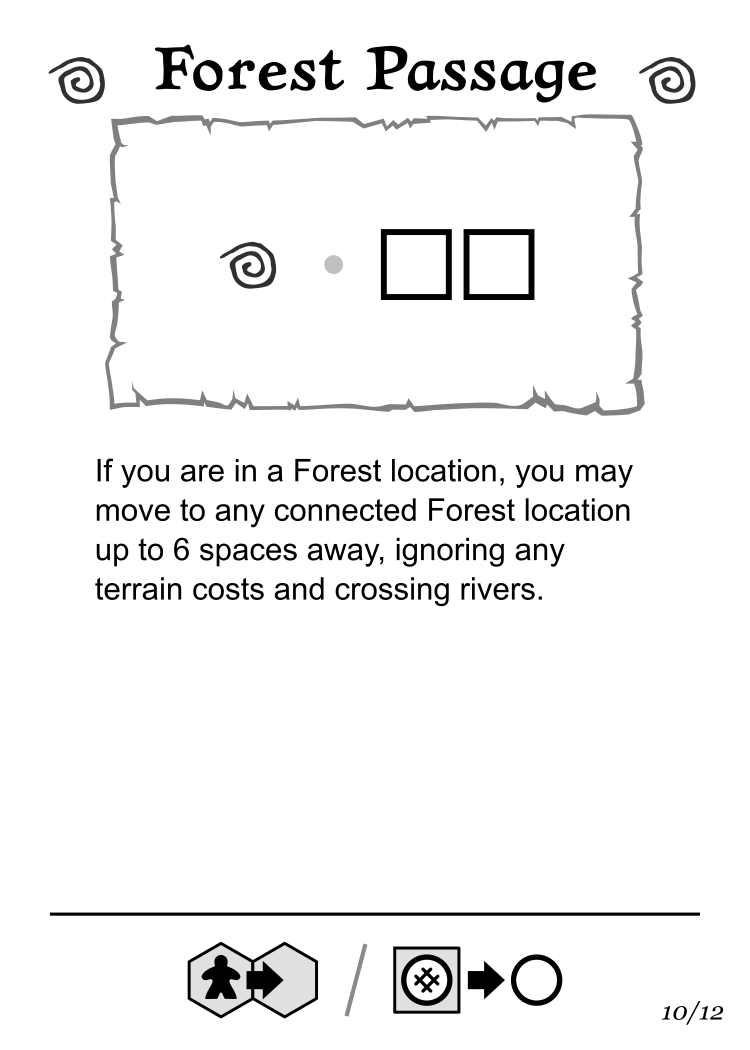 Forest Passage
If you are in a Forest location, you may
move to any connected Forest location
up to 6 spaces away, ignoring any
terrain costs and crossing rivers.
10/12